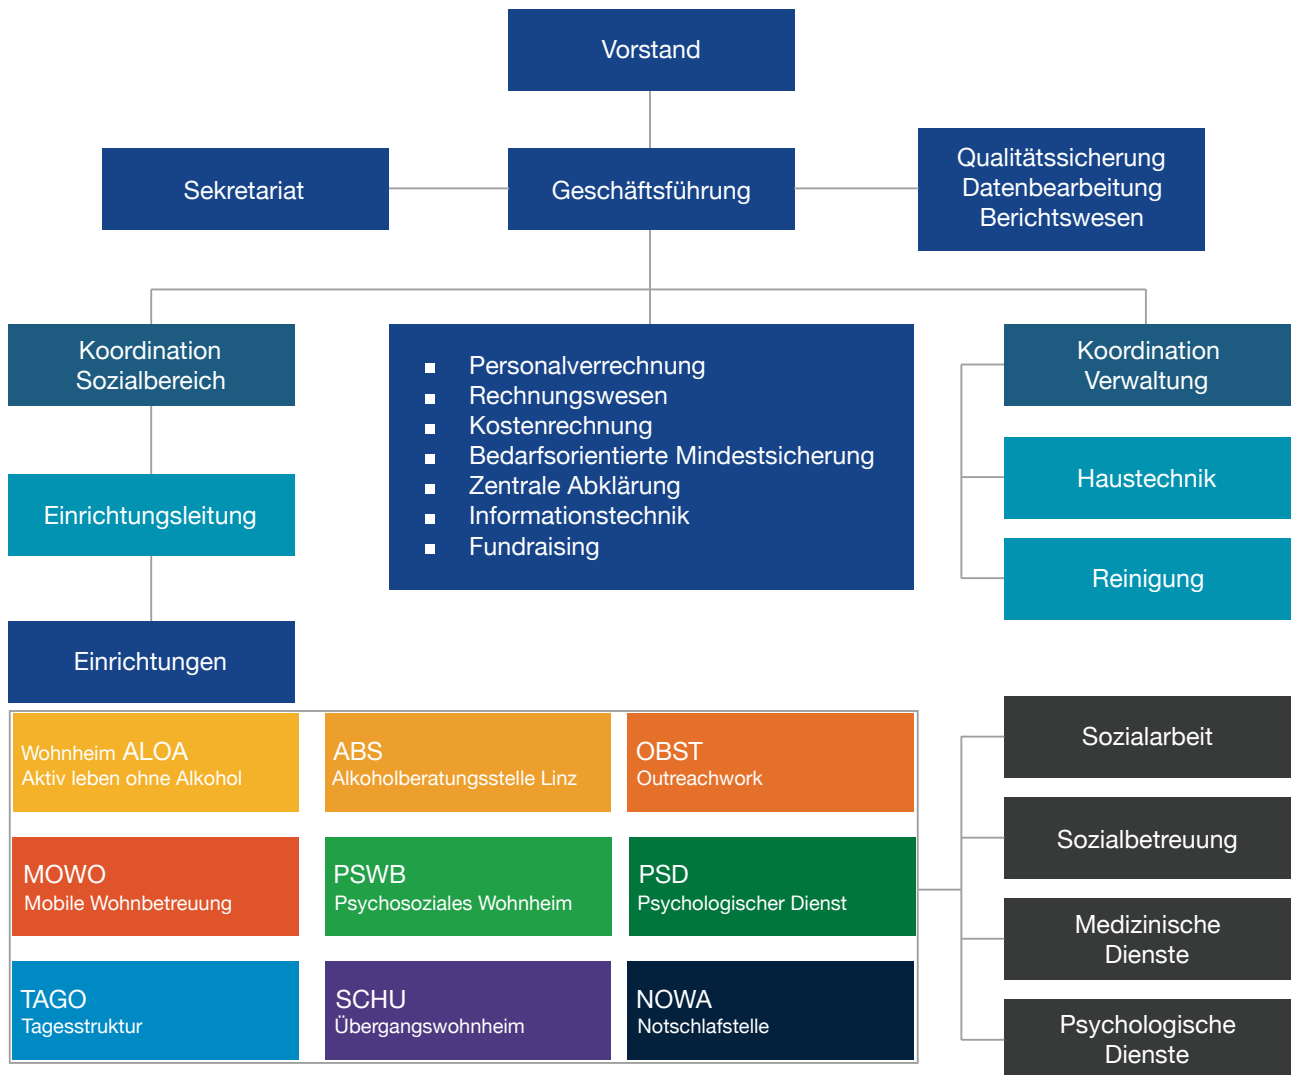 Vorstand
Sekretariat
Geschäftsführung
Qualitätssicherung
Datenbearbeitung
Berichtswesen
Koordination
Sozialbereich
Einrichtungsleitung
Einrichtungen
Personalverrechnung
Rechnungswesen
Kostenrechnung
Bedarfsorientierte Mindestsicherung
Zentrale Abklärung
Informationstechnik
Fundraising
Koordination
Verwaltung
Haustechnik
Reinigung
Wohnheim ALOA
Aktiv leben ohne Alkohol
ABS
Alkoholberatungsstelle Linz
OBST
Outreachwork
MOWO
Mobile Wohnbetreuung
PSWB
Psychosoziales Wohnheim
PSD
Psychologischer Dienst
TAGO
Tagesstruktur
SCHU
Übergangswohnheim
NOWA
Notschlafstelle
Sozialarbeit
Sozialbetreuung
Medizinische
Dienste
Psychologische
Dienste